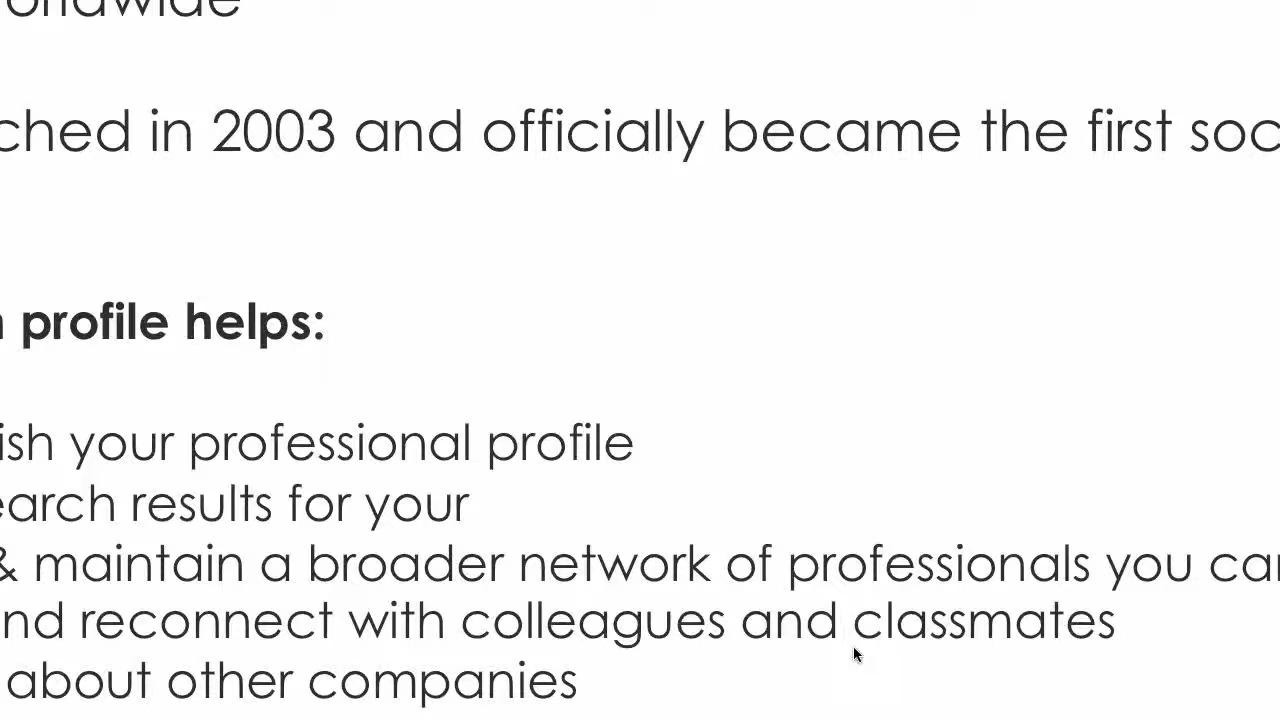 ched in 2003 and officially became the first soc
profile helps:
ish your professional profile
earch results for your
& maintain a broader network of professionals you can
nd reconnect with colleagues and classmates
about other companies